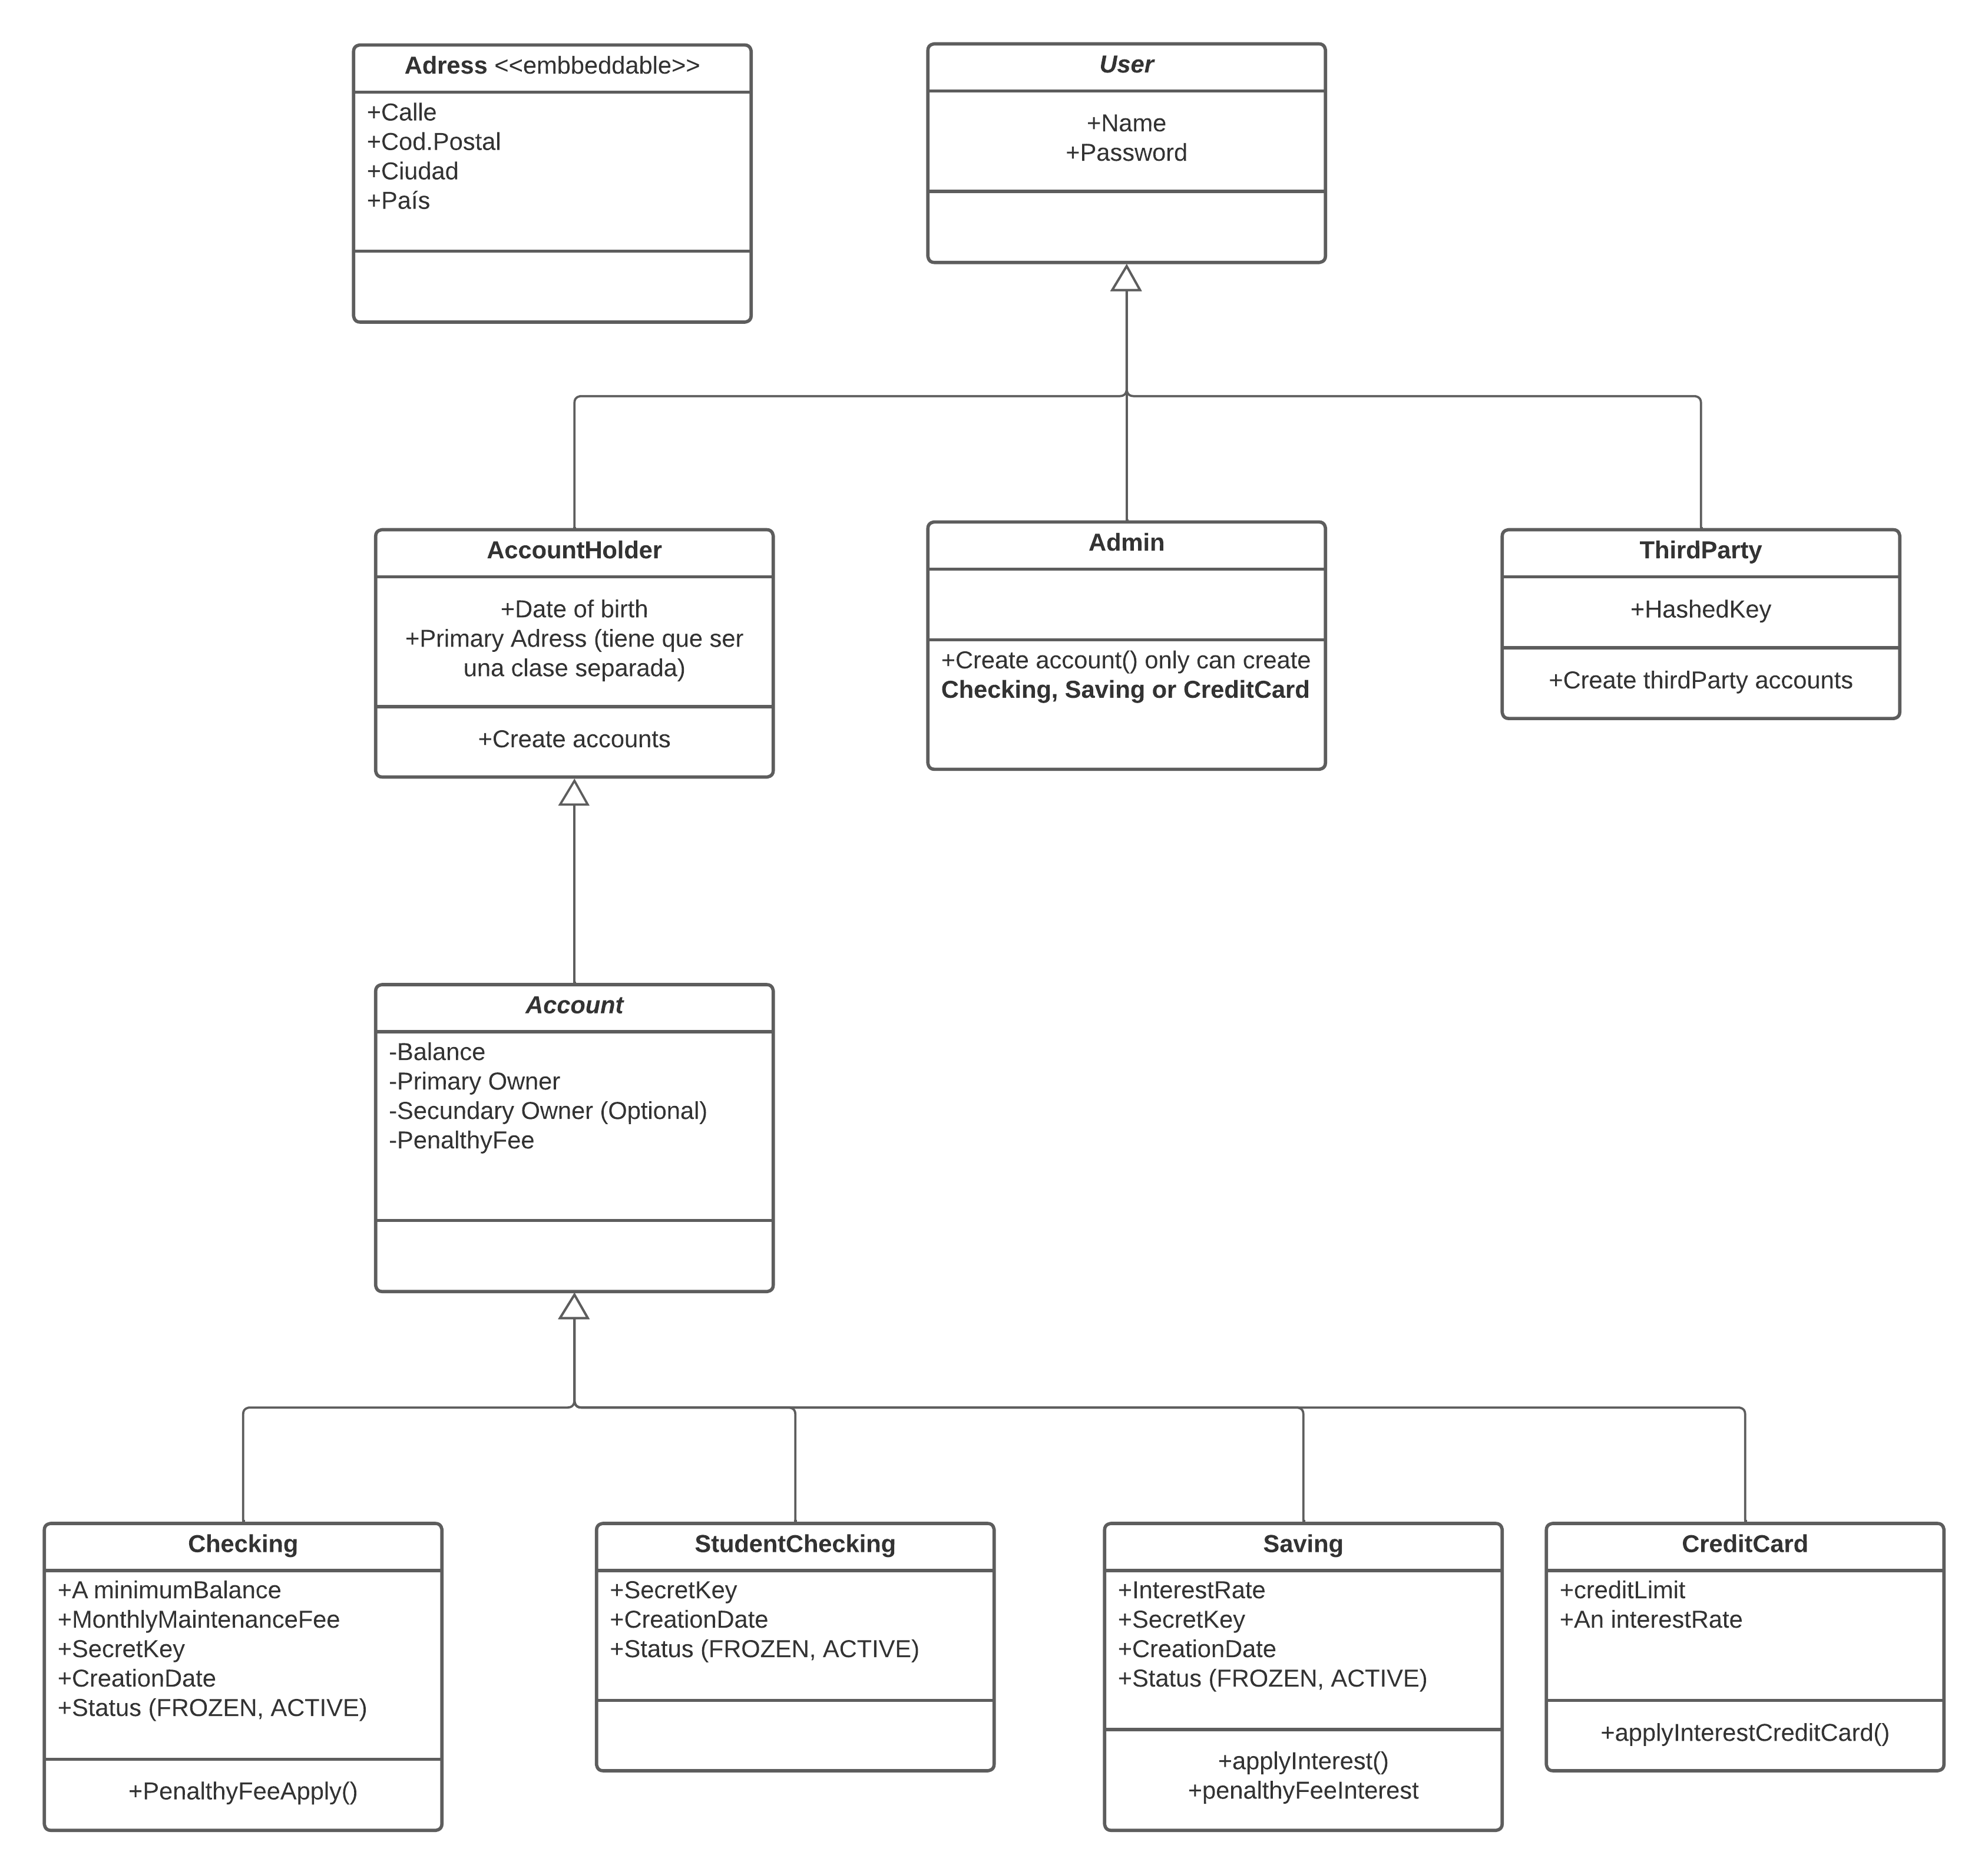 Adress <<embbeddable>>
+Calle
+Cod.Postal
+Ciudad
+País
User
+Name
+Password
AccountHolder
+Date of birth
+Primary Adress (tiene que ser
una clase separada)
+Create accounts
Admin
+Create account() only can create
Checking, Saving or CreditCard
ThirdParty
+HashedKey
+Create thirdParty accounts
Account
-Balance
-Primary Owner
-Secundary Owner (Optional)
-PenalthyFee
Checking
+A minimumBalance
+MonthlyMaintenanceFee
+SecretKey
+CreationDate
+Status (FROZEN, ACTIVE)
+PenalthyFeeApply()
StudentChecking
+SecretKey
+CreationDate
+Status (FROZEN, ACTIVE)
Saving
+InterestRate
+SecretKey
+CreationDate
+Status (FROZEN, ACTIVE)
+applyInterest()
+penalthyFeeInterest
CreditCard
+creditLimit
+An interestRate
+applyInterestCreditCard()